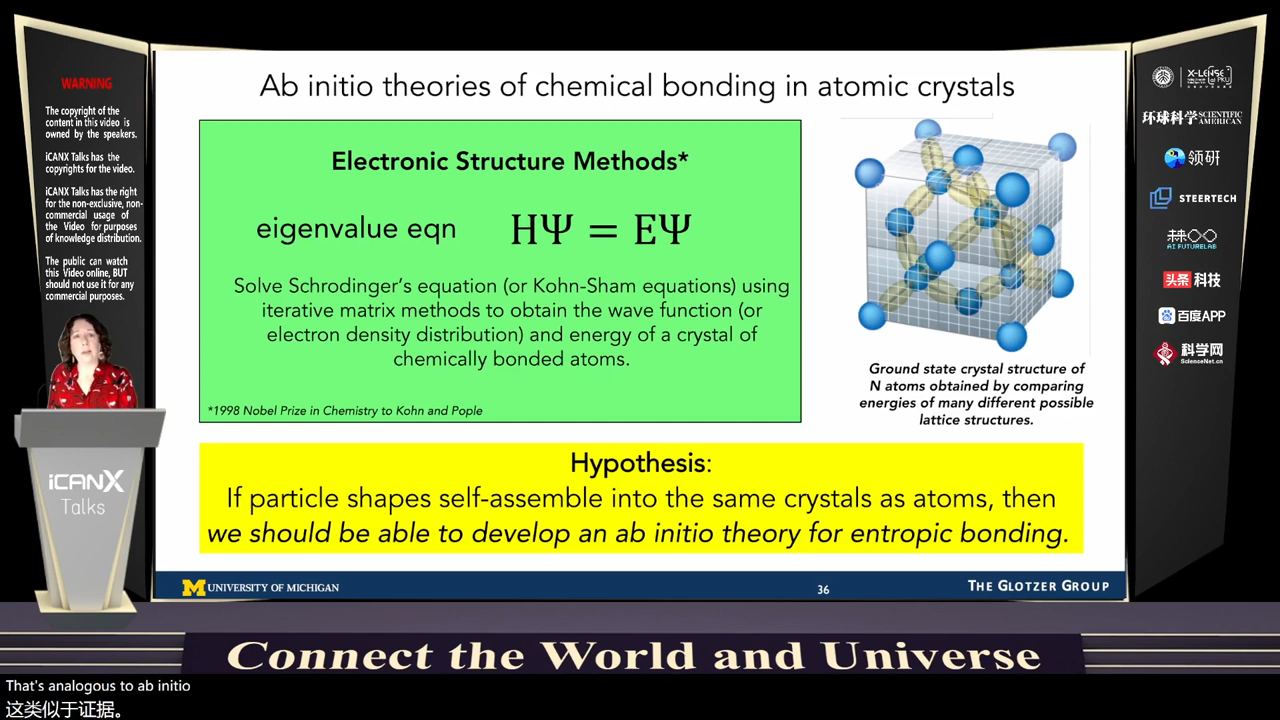 WARNING
The copyright of
the content in this video is
owned by the speakers.
iCANX Talks has the
copyrights for the video.
iCANX Talks has the right
for the non-exclusive, non-
commercial usage of
the Video for purposes
of knowledge distribution.
The public can watch
this Video online, BUT
should not use it for any
commercial purposes.
iCANX
Talks
Ab initio theories of chemical bonding in atomic crystals
Electronic Structure Methods*
eigenvalue eqn HΨ = EΨ
Solve Schrodinger's equation (or Kohn-Sham equations) using
iterative matrix methods to obtain the wave function (or
electron density distribution) and energy of a crystal of
chemically bonded atoms.
*1998 Nobel Prize in Chemistry to Kohn and Pople
Ground state crystal structure of
N atoms obtained by comparing
energies of many different possible
lattice structures.
Hypothesis:
If particle shapes self-assemble into the same crystals as atoms, then
we should be able to develop an ab initio theory for entropic bonding.
M UNIVERSITY OF MICHIGAN
36
THE GLOTZER GROUP
X-LENSE
环球科学 SCIENTIFIC AMERICAN
领研
STEERTECH
AI FUTURELAB
头条 科技
百度APP
科学网
ScienceNet.cn
Connect the World and Universe
That's analogous to ab initio
这类似于证据。